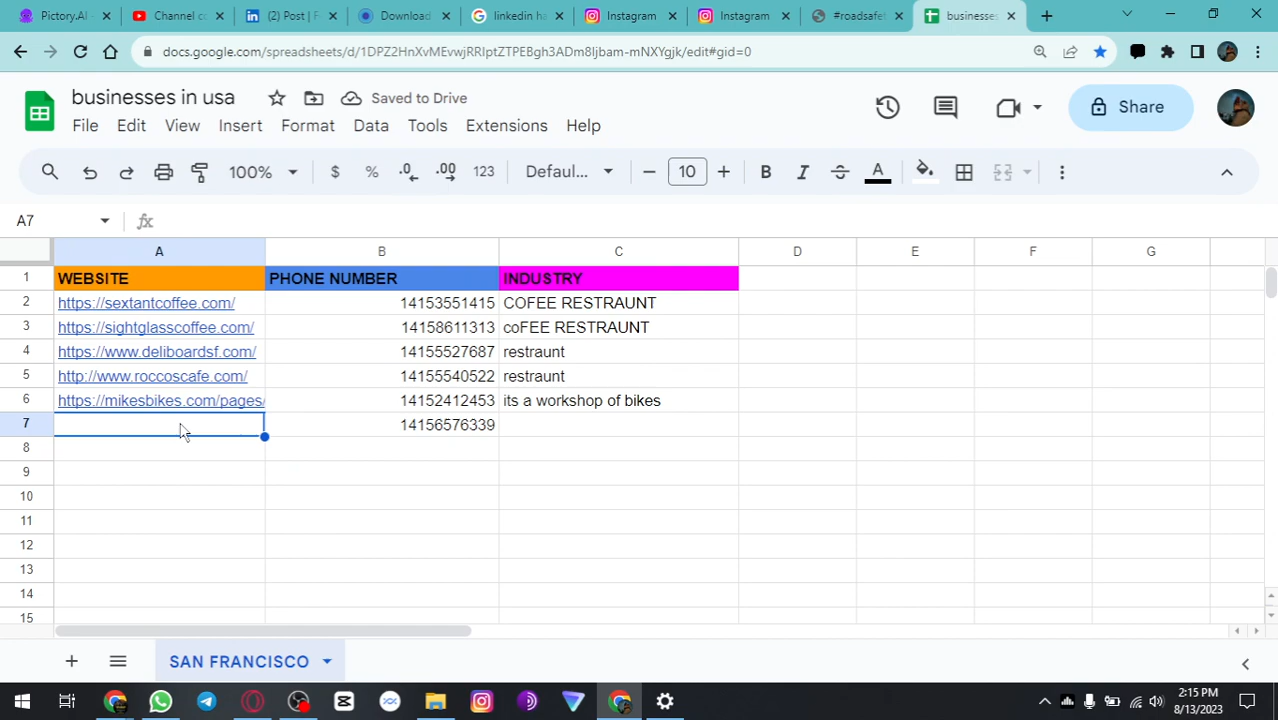 Pictory.AI -
Channel co
(2) Post | F
Download
linkedin ha
Instagram
Instagram
#roadsafet
businesses
docs.google.com/spreadsheets/d/1DPZ2HnXvMEvwjRRIptZTPEBgh3ADm8Ijbam-mNXYgjk/edit#gid=0
businesses in usa
Saved to Drive
File Edit View Insert Format Data Tools Extensions Help
Share
100% $ % .0 .00 123 Defaul... 10 B I S A
A7 fx
A B C D E F G
1 WEBSITE PHONE NUMBER INDUSTRY
2 https://sextantcoffee.com/ 14153551415 COFEE RESTRAUNT
3 https://sightglasscoffee.com/ 14158611313 coFEE RESTRAUNT
4 https://www.deliboardsf.com/ 14155527687 restraunt
5 http://www.roccoscafe.com/ 14155540522 restraunt
6 https://mikesbikes.com/pages/ 14152412453 its a workshop of bikes
7 14156576339
8
9
10
11
12
13
14
15
SAN FRANCISCO
2:15 PM
8/13/2023